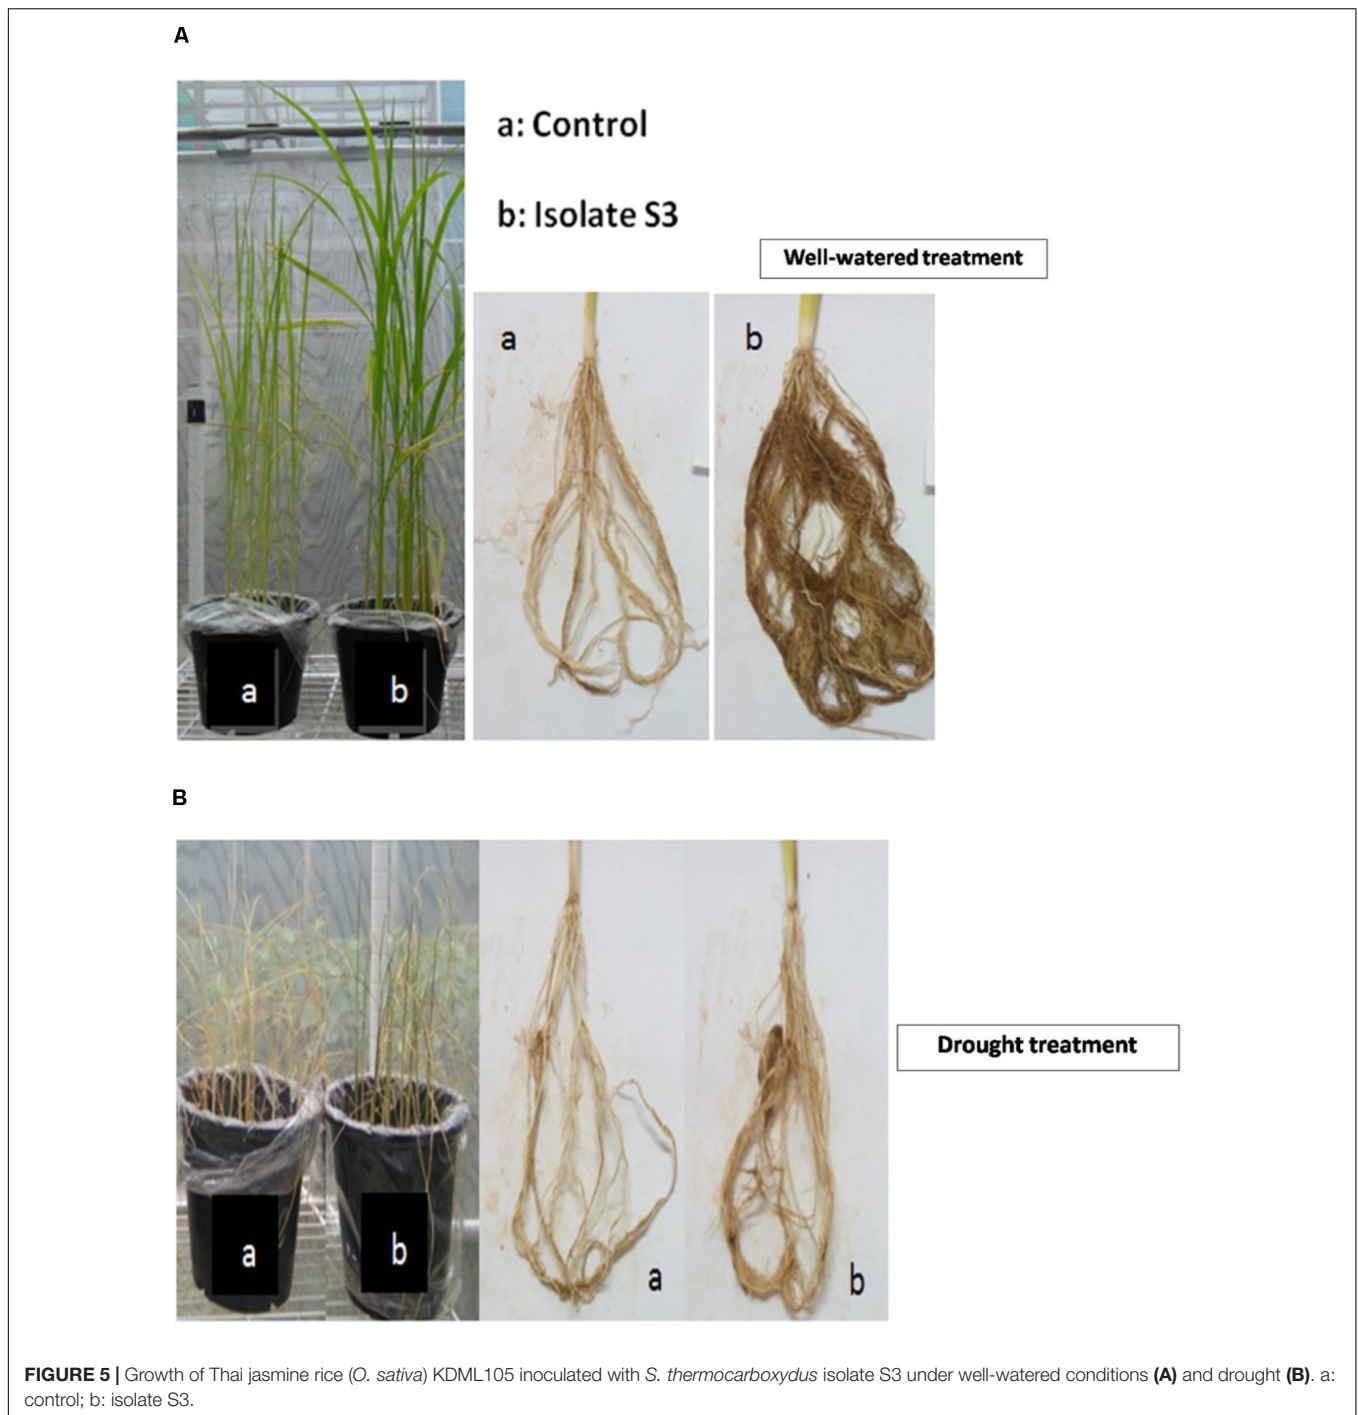 A
a: Control
b: Isolate S3
Well-watered treatment
a
b
a
b
B
Drought treatment
a
b
a
b
FIGURE 5 | Growth of Thai jasmine rice (O. sativa) KDML105 inoculated with S. thermocarboxydus isolate S3 under well-watered conditions (A) and drought (B). a:
control; b: isolate S3.